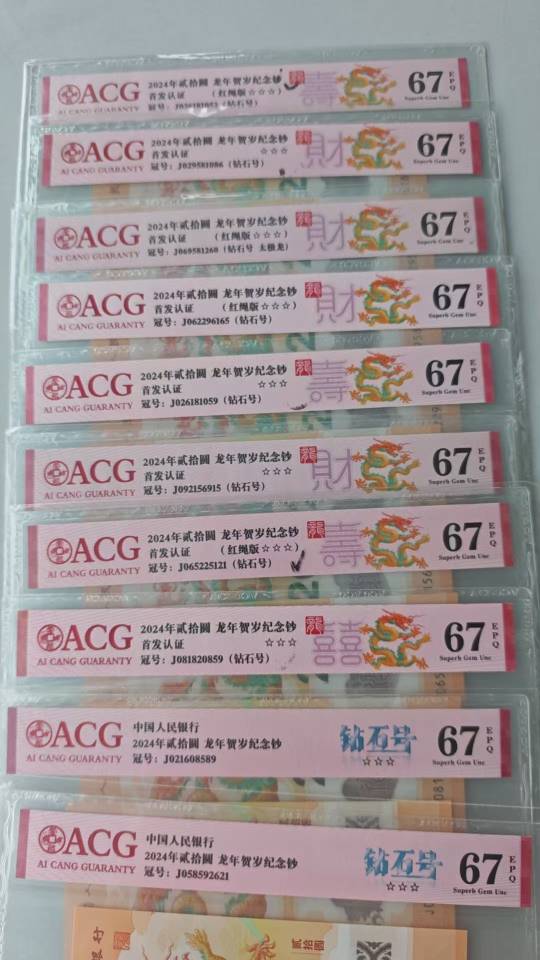 ACG
AI CANG GUARANTY
2024年贰拾圆 龙年贺岁纪念钞
首发认证 (红绳版☆☆☆)
冠号: J026181053 (钻石号)
壽
67 EPQ
Superb Gem Unc
ACG
AI CANG GUARANTY
2024年贰拾圆 龙年贺岁纪念钞
首发认证 ☆☆☆
冠号: J029581086 (钻石号)
財
67 EPQ
Superb Gem Unc
ACG
AI CANG GUARANTY
2024年贰拾圆 龙年贺岁纪念钞
首发认证 (红绳版☆☆☆)
冠号: J069581260 (钻石号 太极龙)
財
67 EPQ
Superb Gem Unc
ACG
AI CANG GUARANTY
2024年贰拾圆 龙年贺岁纪念钞
首发认证 (红绳版☆☆☆)
冠号: J062296165 (钻石号)
財
67 EPQ
Superb Gem Unc
ACG
AI CANG GUARANTY
2024年贰拾圆 龙年贺岁纪念钞
首发认证 ☆☆☆
冠号: J026181059 (钻石号)
壽
67 EPQ
Superb Gem Unc
ACG
AI CANG GUARANTY
2024年贰拾圆 龙年贺岁纪念钞
首发认证 ☆☆☆
冠号: J092156915 (钻石号)
財
67 EPQ
Superb Gem Unc
ACG
AI CANG GUARANTY
2024年贰拾圆 龙年贺岁纪念钞
首发认证 (红绳版☆☆☆)
冠号: J065225121 (钻石号)
壽
67 EPQ
Superb Gem Unc
ACG
AI CANG GUARANTY
2024年贰拾圆 龙年贺岁纪念钞
首发认证 ☆☆☆
冠号: J081820859 (钻石号)
囍
67 EPQ
Superb Gem Unc
ACG
AI CANG GUARANTY
中国人民银行
2024年贰拾圆 龙年贺岁纪念钞
冠号: J021608589
钻石号
☆☆☆
67 EPQ
Superb Gem Unc
ACG
AI CANG GUARANTY
中国人民银行
2024年贰拾圆 龙年贺岁纪念钞
冠号: J058592621
钻石号
☆☆☆
67 EPQ
Superb Gem Unc
贰拾圆